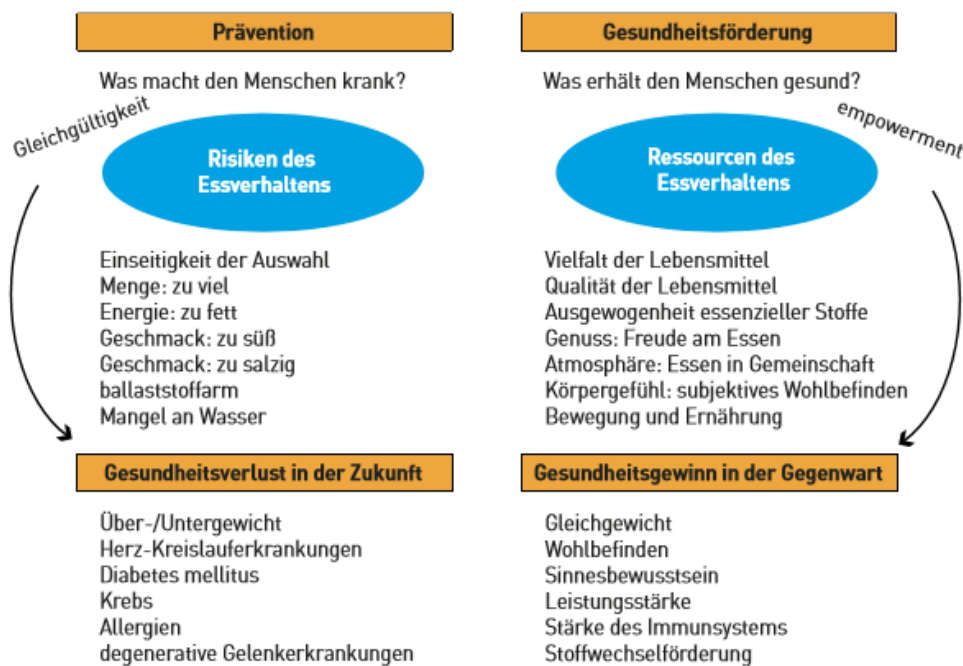 Prävention
Was macht den Menschen krank?
Gleichgültigkeit
Risiken des
Essverhaltens
Einseitigkeit der Auswahl
Menge: zu viel
Energie: zu fett
Geschmack: zu süß
Geschmack: zu salzig
ballaststoffarm
Mangel an Wasser
Gesundheitsverlust in der Zukunft
Über-/Untergewicht
Herz-Kreislauferkrankungen
Diabetes mellitus
Krebs
Allergien
degenerative Gelenkerkrankungen
Gesundheitsförderung
Was erhält den Menschen gesund?
empowerment
Ressourcen des
Essverhaltens
Vielfalt der Lebensmittel
Qualität der Lebensmittel
Ausgewogenheit essenzieller Stoffe
Genuss: Freude am Essen
Atmosphäre: Essen in Gemeinschaft
Körpergefühl: subjektives Wohlbefinden
Bewegung und Ernährung
Gesundheitsgewinn in der Gegenwart
Gleichgewicht
Wohlbefinden
Sinnesbewusstsein
Leistungsstärke
Stärke des Immunsystems
Stoffwechselförderung